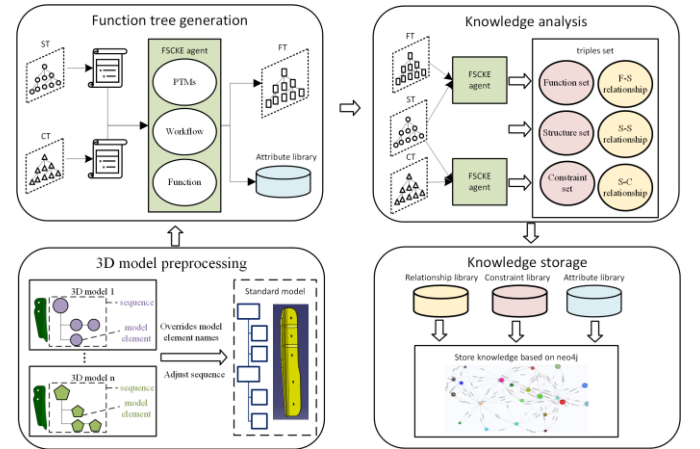 Function tree generation
ST
CT
FSCKE agent
PTMs
Workflow
Function
FT
Attribute library
Knowledge analysis
FT
ST
CT
FSCKE
agent
FSCKE
agent
triples set
Function set
Structure set
Constraint
set
F-S
relationship
S-S
relationship
S-C
relationship
3D model preprocessing
3D model 1
sequence
model
element
3D model n
sequence
model
element
Overrides model
element names
Adjust sequence
Standard model
Knowledge storage
Relationship library
Constraint library
Attribute library
Store knowledge based on neo4j